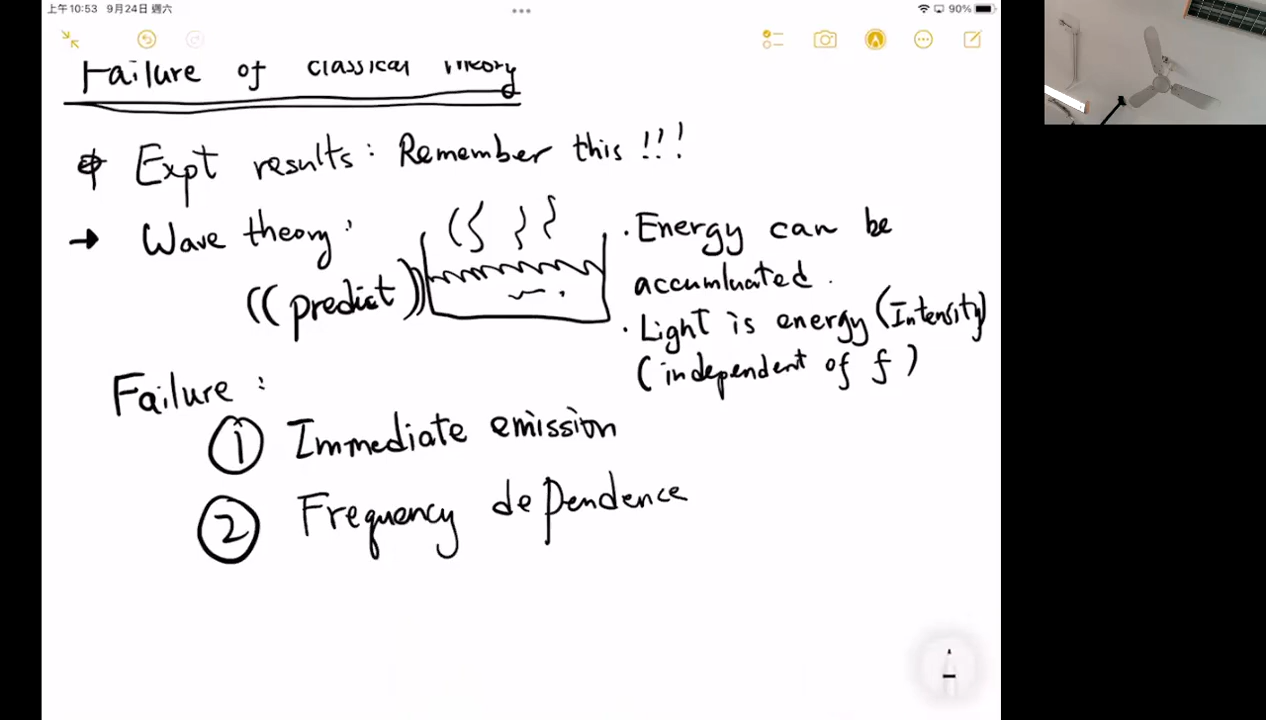 上午10:53 9月24日 週六
90%
Failure of classical Theory
Expt results: Remember this !!!
→ Wave theory:
((predict))
· Energy can be
accumluated.
· Light is energy (Intensity)
(independent of f)
Failure:
① Immediate emission
② Frequency dependence